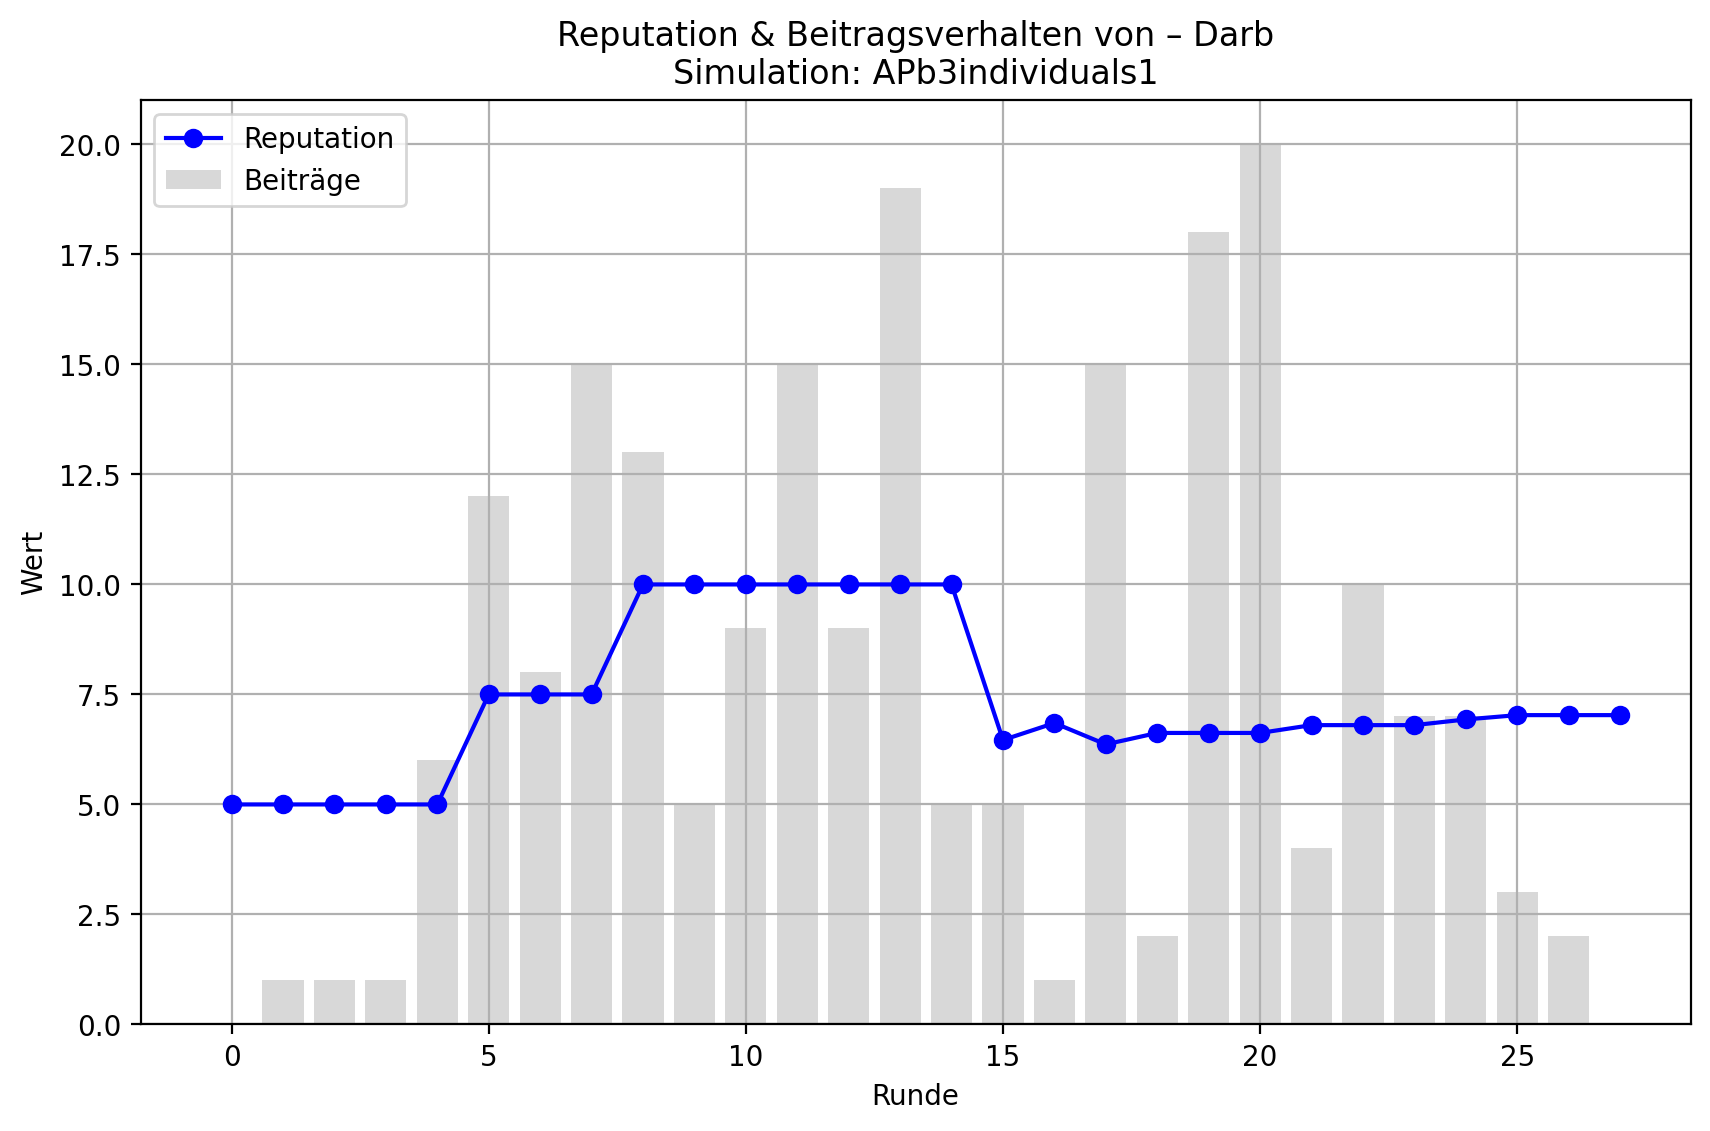 Reputation & Beitragsverhalten von – Darb
Simulation: APb3individuals1
Reputation
Beiträge
20.0
17.5
15.0
12.5
10.0
7.5
5.0
2.5
0.0
Wert
0 5 10 15 20 25
Runde